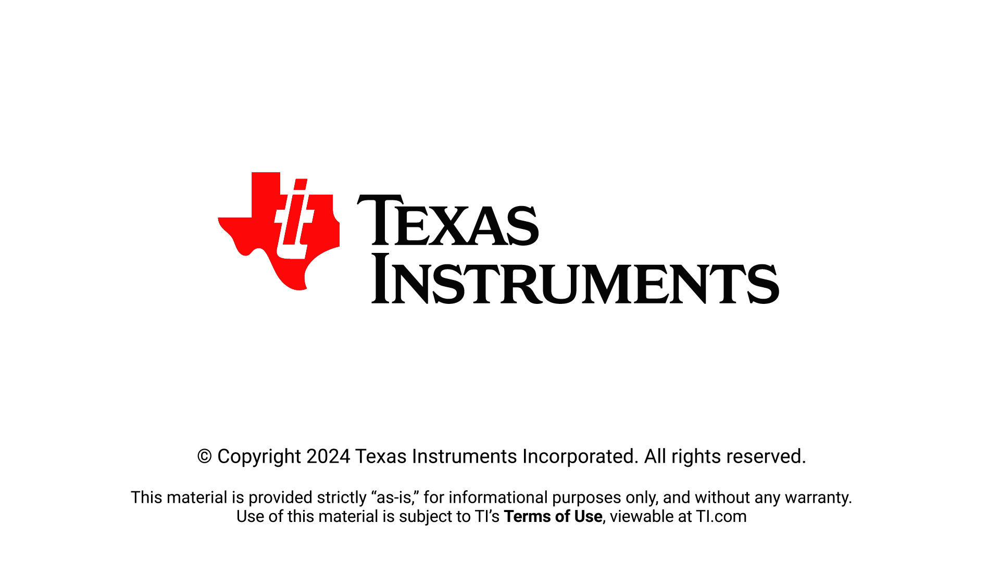 ti
TEXAS
INSTRUMENTS
© Copyright 2024 Texas Instruments Incorporated. All rights reserved.
This material is provided strictly “as-is,” for informational purposes only, and without any warranty.
Use of this material is subject to TI’s Terms of Use, viewable at TI.com